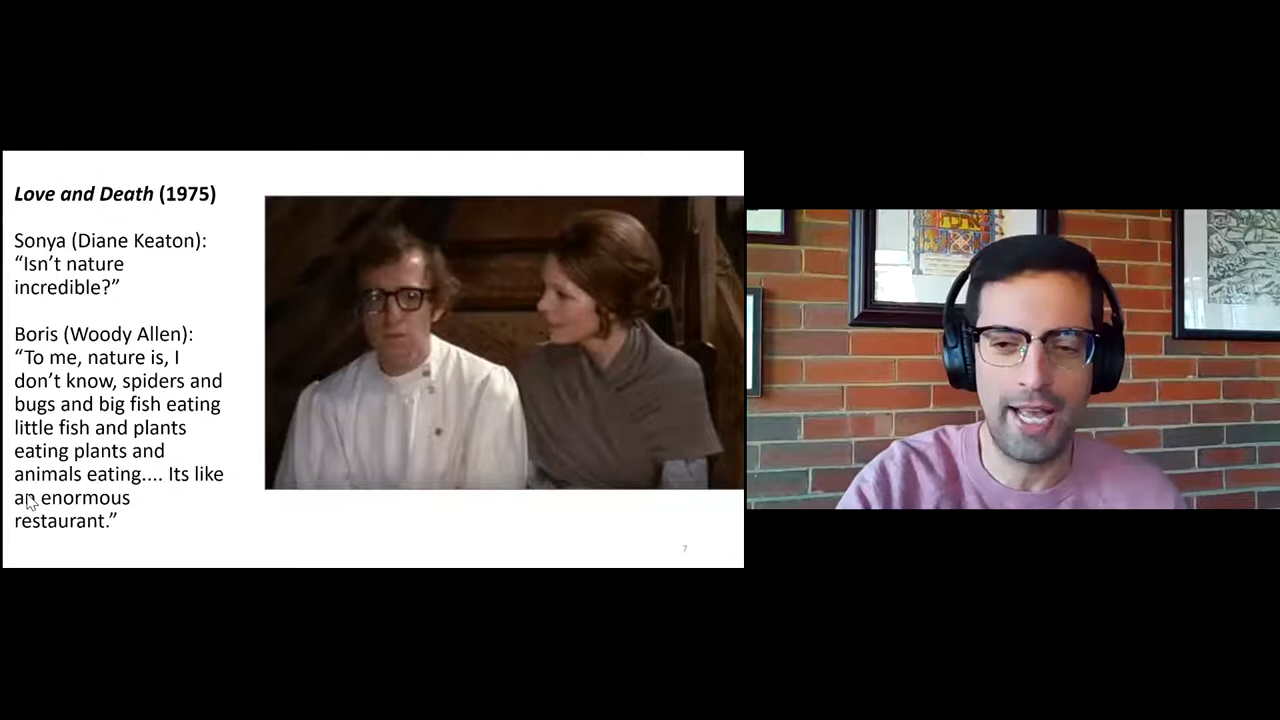 Love and Death (1975)
Sonya (Diane Keaton):
“Isn’t nature
incredible?”
Boris (Woody Allen):
“To me, nature is, I
don’t know, spiders and
bugs and big fish eating
little fish and plants
eating plants and
animals eating.... Its like
an enormous
restaurant.”
7